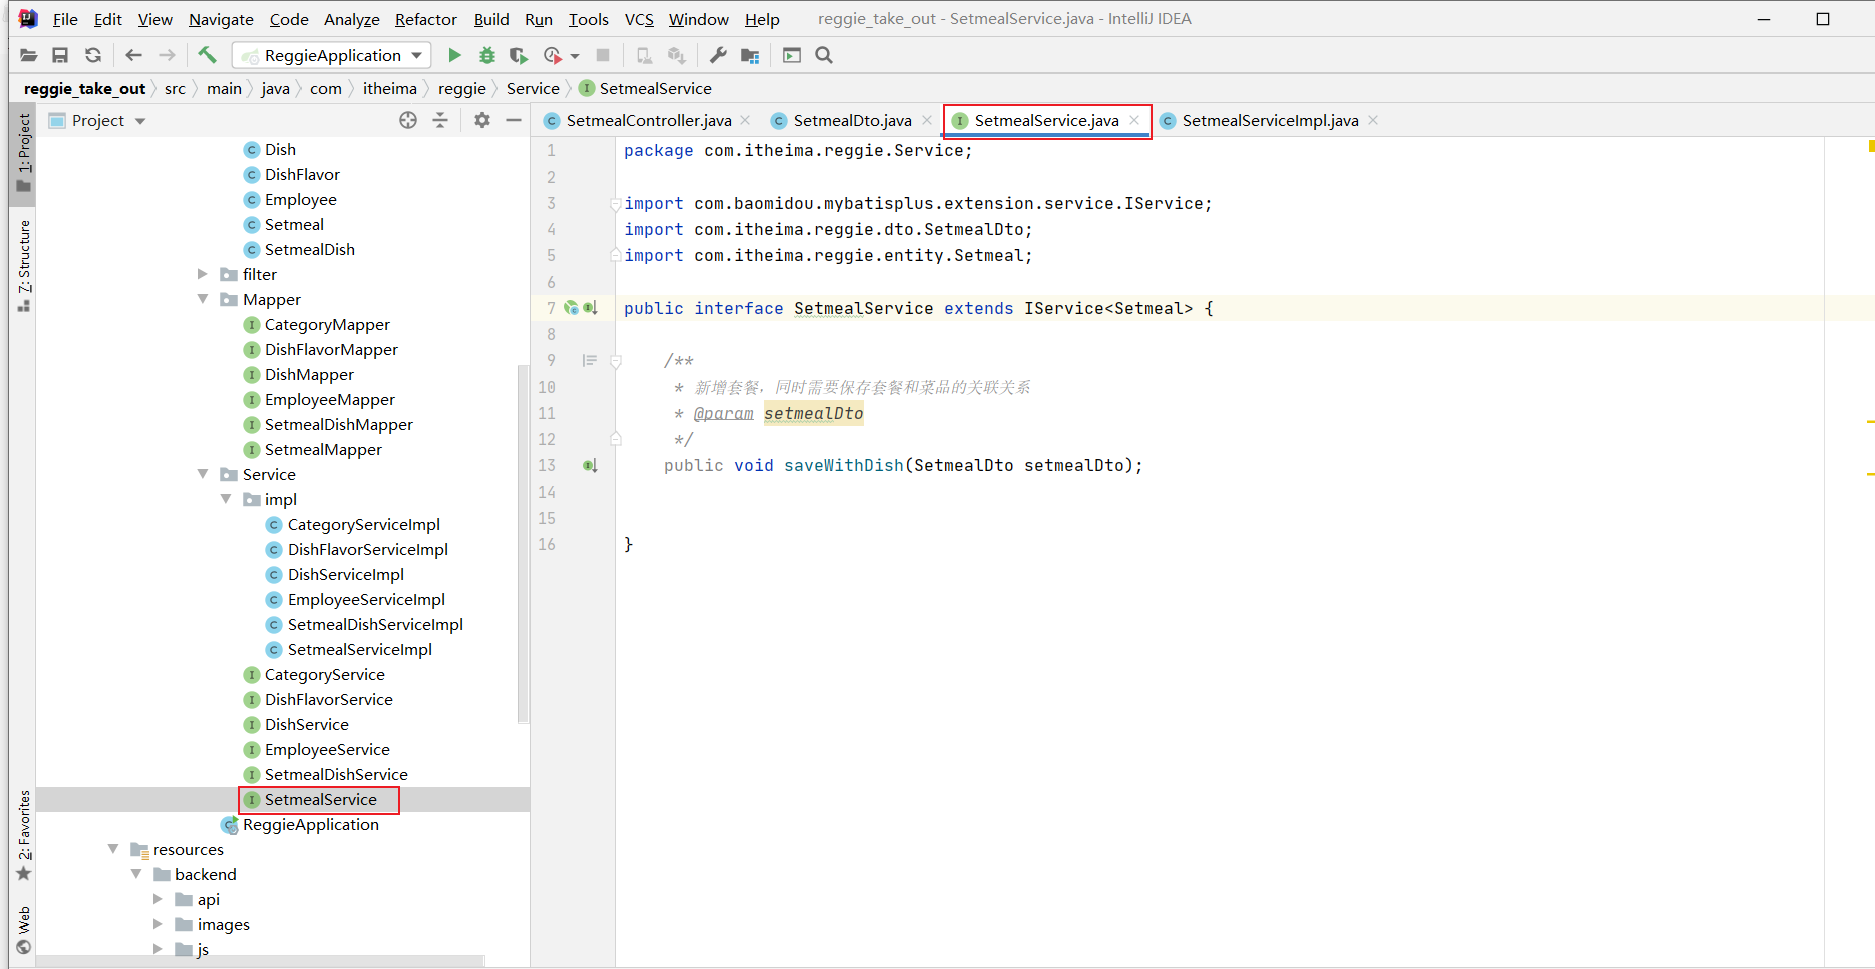 File Edit View Navigate Code Analyze Refactor Build Run Tools VCS Window Help reggie_take_out - SetmealService.java - IntelliJ IDEA
ReggieApplication
reggie_take_out src main java com itheima reggie Service SetmealService
Project
SetmealController.java SetmealDto.java SetmealService.java SetmealServiceImpl.java
1: Project
7: Structure
2: Favorites
Web
Dish
DishFlavor
Employee
Setmeal
SetmealDish
filter
Mapper
CategoryMapper
DishFlavorMapper
DishMapper
EmployeeMapper
SetmealDishMapper
SetmealMapper
Service
impl
CategoryServiceImpl
DishFlavorServiceImpl
DishServiceImpl
EmployeeServiceImpl
SetmealDishServiceImpl
SetmealServiceImpl
CategoryService
DishFlavorService
DishService
EmployeeService
SetmealDishService
SetmealService
ReggieApplication
resources
backend
api
images
js
1 package com.itheima.reggie.Service;
2
3 import com.baomidou.mybatisplus.extension.service.IService;
4 import com.itheima.reggie.dto.SetmealDto;
5 import com.itheima.reggie.entity.Setmeal;
6
7 public interface SetmealService extends IService<Setmeal> {
8
9 /**
10 * 新增套餐，同时需要保存套餐和菜品的关联关系
11 * @param setmealDto
12 */
13 public void saveWithDish(SetmealDto setmealDto);
14
15
16 }